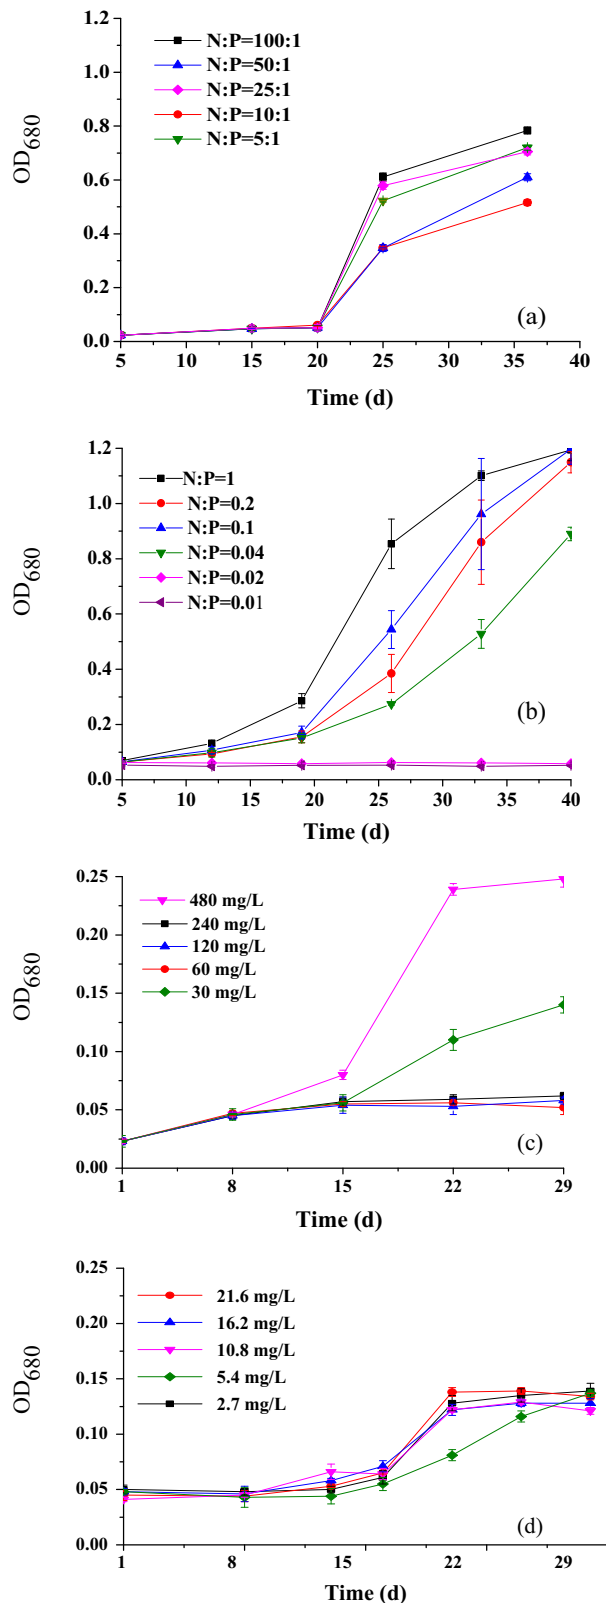 1.2
1.0
0.8
0.6
0.4
0.2
0.0
OD680
N:P=100:1
N:P=50:1
N:P=25:1
N:P=10:1
N:P=5:1
(a)
5 10 15 20 25 30 35 40
Time (d)
1.2
1.0
0.8
0.6
0.4
0.2
0.0
OD680
N:P=1
N:P=0.2
N:P=0.1
N:P=0.04
N:P=0.02
N:P=0.01
(b)
5 10 15 20 25 30 35 40
Time (d)
0.25
0.20
0.15
0.10
0.05
0.00
OD680
480 mg/L
240 mg/L
120 mg/L
60 mg/L
30 mg/L
(c)
1 8 15 22 29
Time (d)
0.25
0.20
0.15
0.10
0.05
0.00
OD680
21.6 mg/L
16.2 mg/L
10.8 mg/L
5.4 mg/L
2.7 mg/L
(d)
1 8 15 22 29
Time (d)